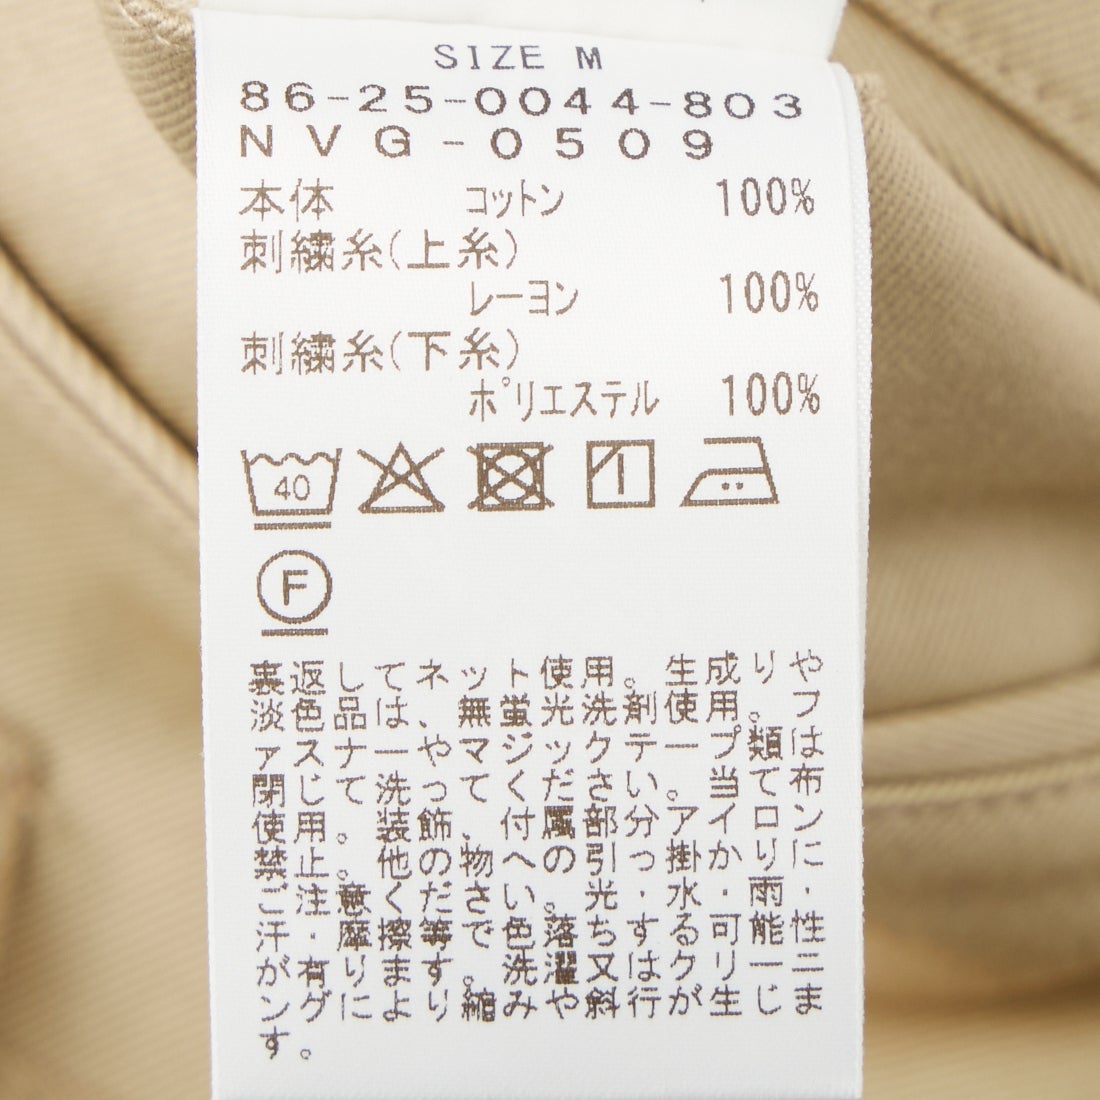 SIZE M
86-25-0044-803
NVG-0509
本体 コットン 100%
刺繍糸(上糸)
レーヨン 100%
刺繍糸(下糸)
ポリエステル 100%
40
F
裏返して、ネット使用。生成りや
淡色品は、無蛍光洗剤使用。フ
ァスナーやマジックテープ類は
閉じて洗ってください。当て布
使用。装飾、付属部分アイロン
禁止。他の物への引っ掛かりに
ご注意ください。光・水・雨・
汗・摩擦等で色落ちする可能性
が有ります。洗濯又はクリーニ
ングにより縮みや斜行が生じま
す。